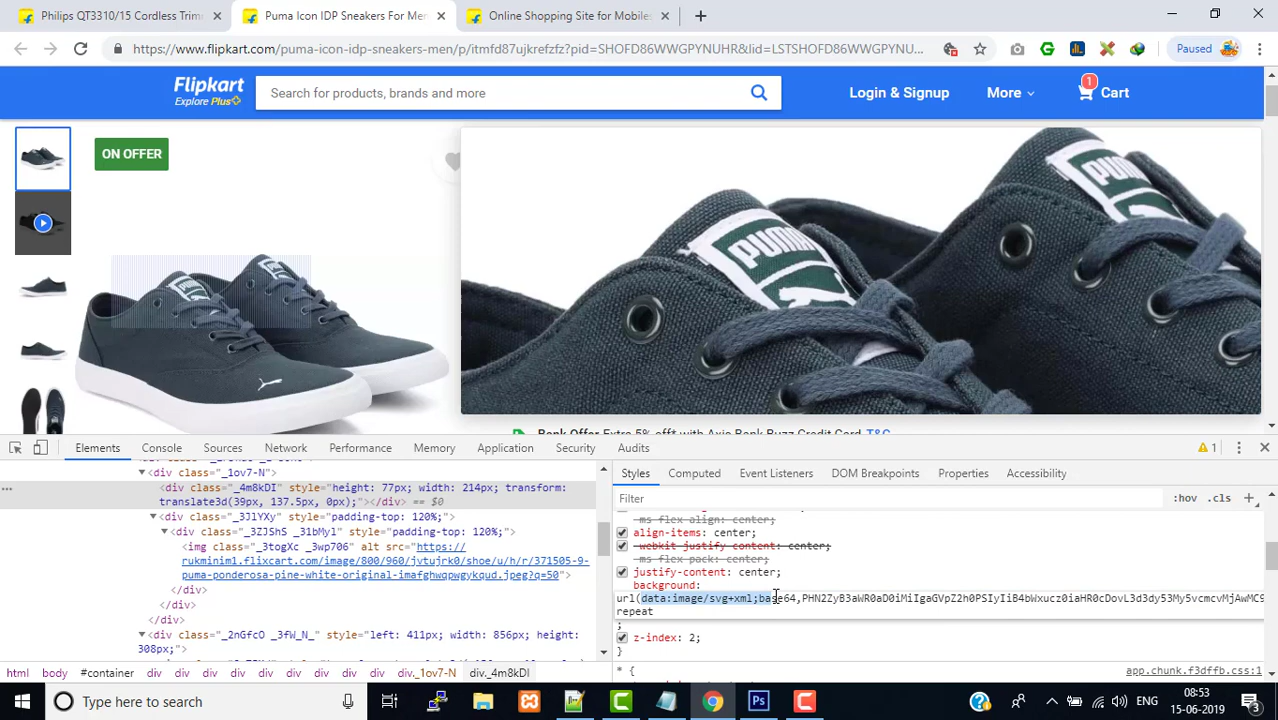 Philips QT3310/15 Cordless Trim
Puma Icon IDP Sneakers For Men
Online Shopping Site for Mobiles
https://www.flipkart.com/puma-icon-idp-sneakers-men/p/itmfd87ujkrefzfz?pid=SHOFD86WWGPYNUHR&lid=LSTSHOFD86WWGPYNU...
Paused
Flipkart
Explore Plus
Search for products, brands and more
Login & Signup
More
1
Cart
ON OFFER
PUMA
PUMA
Bank Offer Extra 5% off* with Axis Bank Buzz Credit Card T&C
Elements
Console
Sources
Network
Performance
Memory
Application
Security
Audits
1
<div class="_1ov7-N">
<div class="_4m8kDI" style="height: 77px; width: 214px; transform:
translate3d(39px, 137.5px, 0px);"></div> == $0
<div class="_3JlYXy" style="padding-top: 120%;">
<div class="_3ZJShS _31bMyl" style="padding-top: 120%;">
<img class="_3togXc _3wp706" alt src="https://
rukminim1.flixcart.com/image/800/960/jvtujrk0/shoe/u/h/r/371505-9-
puma-ponderosa-pine-white-original-imafghwqpwgykqud.jpeg?q=50">
</div>
</div>
<div class="_2nGfcO _3fW_N_" style="left: 411px; width: 856px; height:
308px;">
html body #container div div div div div div div div div._1ov7-N div._4m8kDI
Styles
Computed
Event Listeners
DOM Breakpoints
Properties
Accessibility
Filter
:hov .cls
-ms-flex-align: center;
align-items: center;
-webkit-justify-content: center;
-ms-flex-pack: center;
justify-content: center;
background:
url(data:image/svg+xml;base64,
repeat
;
z-index: 2;
}
* {
app.chunk.f3dffb.css:1
Type here to search
ENG
08:53
15-06-2019
3